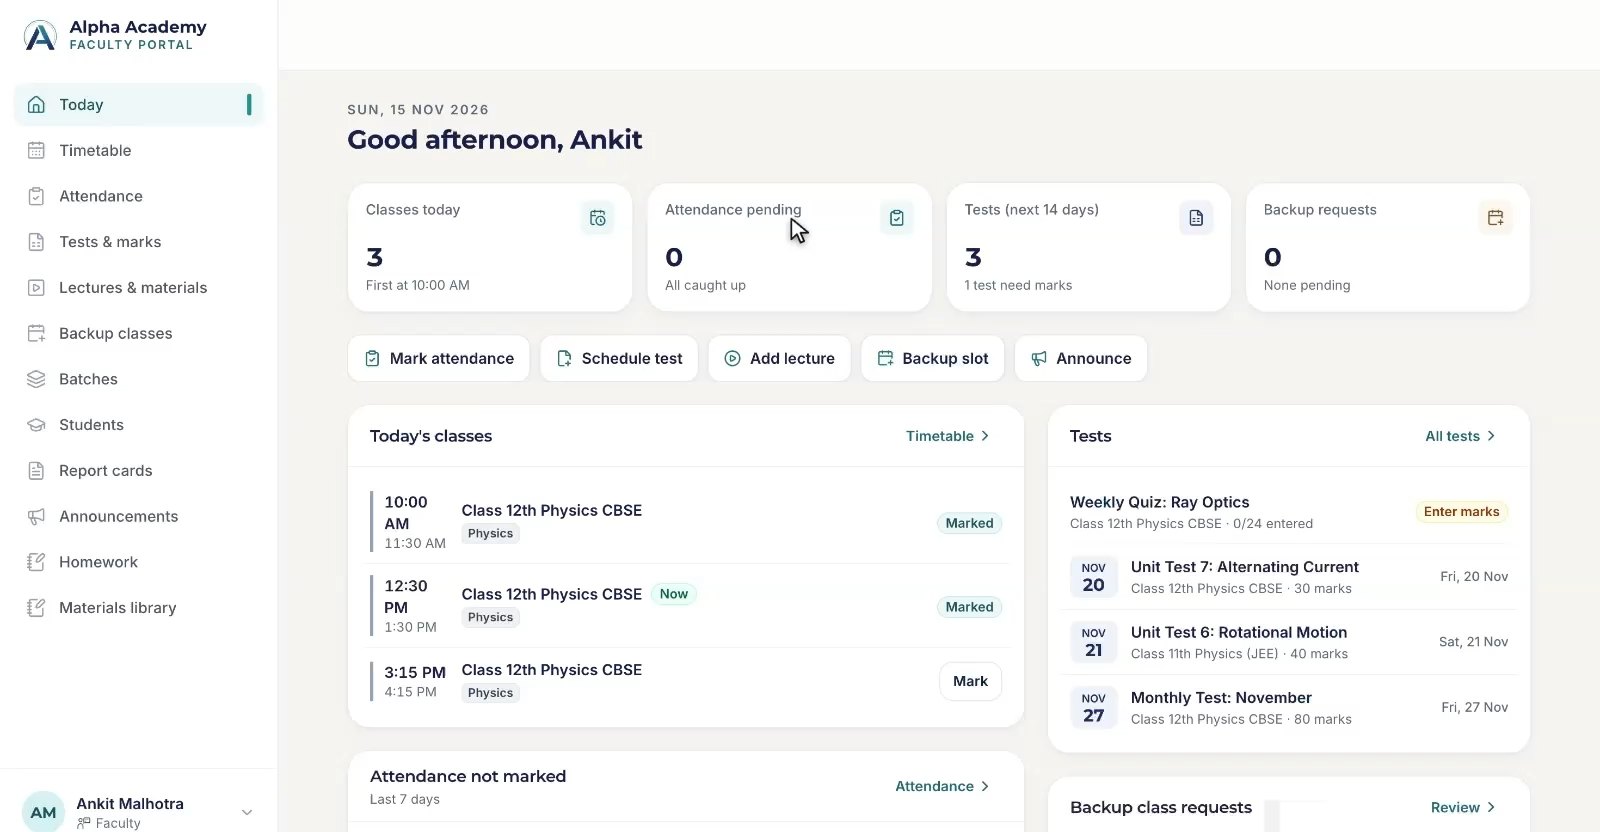 Alpha Academy
FACULTY PORTAL
Today
Timetable
Attendance
Tests & marks
Lectures & materials
Backup classes
Batches
Students
Report cards
Announcements
Homework
Materials library
AM
Ankit Malhotra
Faculty
SUN, 15 NOV 2026
Good afternoon, Ankit
Classes today
3
First at 10:00 AM
Attendance pending
0
All caught up
Tests (next 14 days)
3
1 test need marks
Backup requests
0
None pending
Mark attendance
Schedule test
Add lecture
Backup slot
Announce
Today's classes
Timetable
10:00
AM
11:30 AM
Class 12th Physics CBSE
Physics
Marked
12:30
PM
1:30 PM
Class 12th Physics CBSE
Now
Physics
Marked
3:15 PM
4:15 PM
Class 12th Physics CBSE
Physics
Mark
Attendance not marked
Last 7 days
Attendance
Tests
All tests
Weekly Quiz: Ray Optics
Class 12th Physics CBSE · 0/24 entered
Enter marks
NOV
20
Unit Test 7: Alternating Current
Class 12th Physics CBSE · 30 marks
Fri, 20 Nov
NOV
21
Unit Test 6: Rotational Motion
Class 11th Physics (JEE) · 40 marks
Sat, 21 Nov
NOV
27
Monthly Test: November
Class 12th Physics CBSE · 80 marks
Fri, 27 Nov
Backup class requests
Review